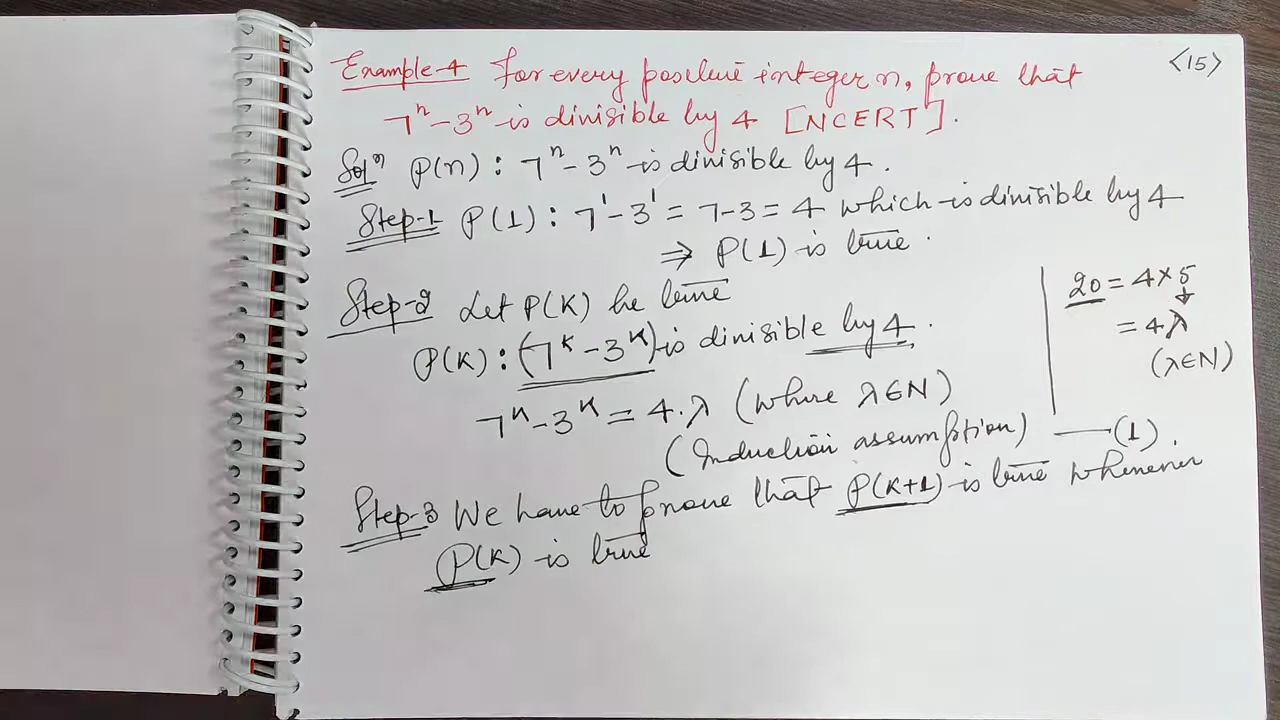 <15>
Example-4 For every positive integer n, prove that
7ⁿ-3ⁿ is divisible by 4 [NCERT].
Solⁿ P(n) : 7ⁿ-3ⁿ is divisible by 4.
Step-1 P(1) : 7¹-3¹ = 7-3 = 4 which is divisible by 4
⇒ P(1) is true.
Step-2 Let P(K) be true
P(K) : (7ᴷ-3ᴷ) is divisible by 4.
7ᴷ-3ᴷ = 4.λ (where λ∈N)
(Induction assumption) —(1).
20 = 4×5
↓
= 4λ
(λ∈N)
Step-3 We have to prove that P(K+1) is true whenever
P(K) is true